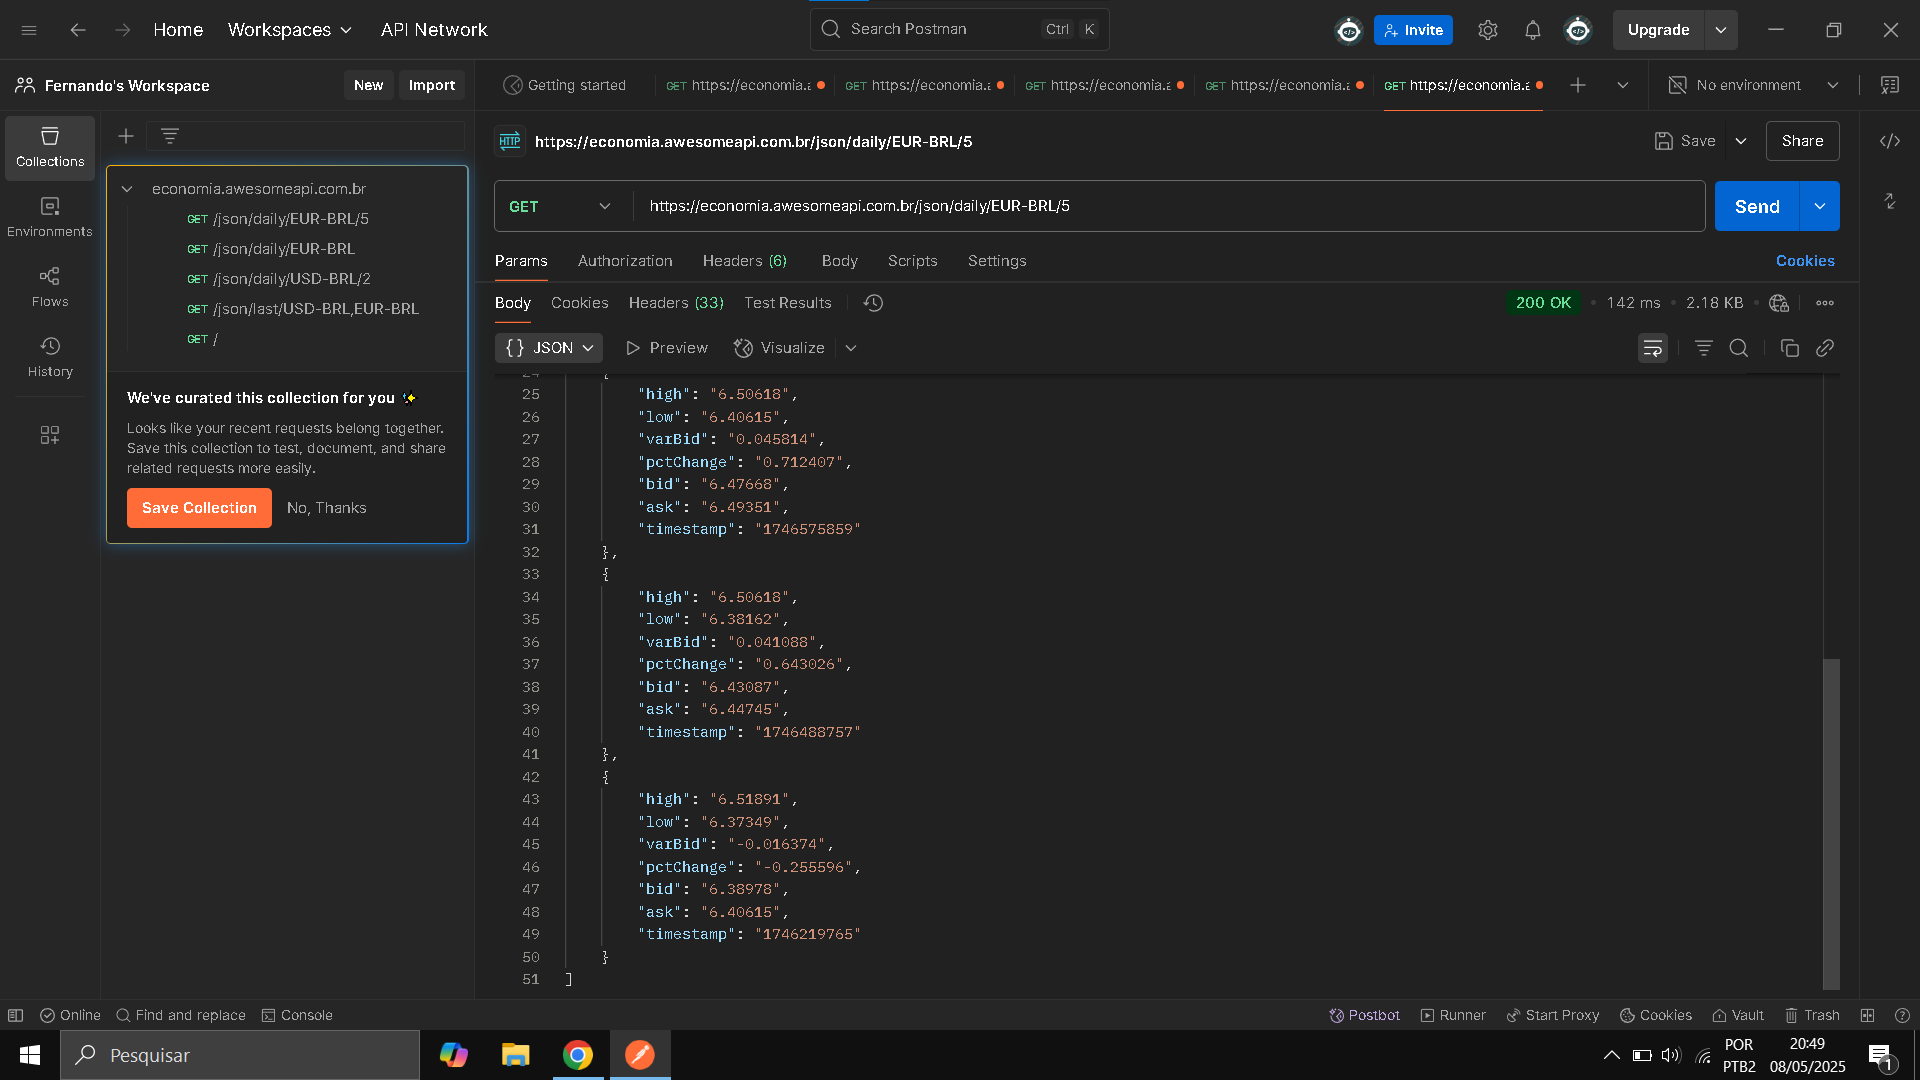 Home
Workspaces
API Network
Search Postman
Ctrl
K
Invite
Upgrade
Fernando's Workspace
New
Import
Getting started
GET https://economia.a
GET https://economia.a
GET https://economia.a
GET https://economia.a
GET https://economia.a
No environment
Collections
Environments
Flows
History
economia.awesomeapi.com.br
GET /json/daily/EUR-BRL/5
GET /json/daily/EUR-BRL
GET /json/daily/USD-BRL/2
GET /json/last/USD-BRL,EUR-BRL
GET /
We've curated this collection for you
Looks like your recent requests belong together.
Save this collection to test, document, and share
related requests more easily.
Save Collection
No, Thanks
HTTP
https://economia.awesomeapi.com.br/json/daily/EUR-BRL/5
Save
Share
GET
https://economia.awesomeapi.com.br/json/daily/EUR-BRL/5
Send
Params
Authorization
Headers (6)
Body
Scripts
Settings
Cookies
Body
Cookies
Headers (33)
Test Results
200 OK
142 ms
2.18 KB
{} JSON
Preview
Visualize
24 {
25 "high": "6.50618",
26 "low": "6.40615",
27 "varBid": "0.045814",
28 "pctChange": "0.712407",
29 "bid": "6.47668",
30 "ask": "6.49351",
31 "timestamp": "1746575859"
32 },
33 {
34 "high": "6.50618",
35 "low": "6.38162",
36 "varBid": "0.041088",
37 "pctChange": "0.643026",
38 "bid": "6.43087",
39 "ask": "6.44745",
40 "timestamp": "1746488757"
41 },
42 {
43 "high": "6.51891",
44 "low": "6.37349",
45 "varBid": "-0.016374",
46 "pctChange": "-0.255596",
47 "bid": "6.38978",
48 "ask": "6.40615",
49 "timestamp": "1746219765"
50 }
51 ]
Online
Find and replace
Console
Postbot
Runner
Start Proxy
Cookies
Vault
Trash
Pesquisar
POR
PTB2
20:49
08/05/2025
1